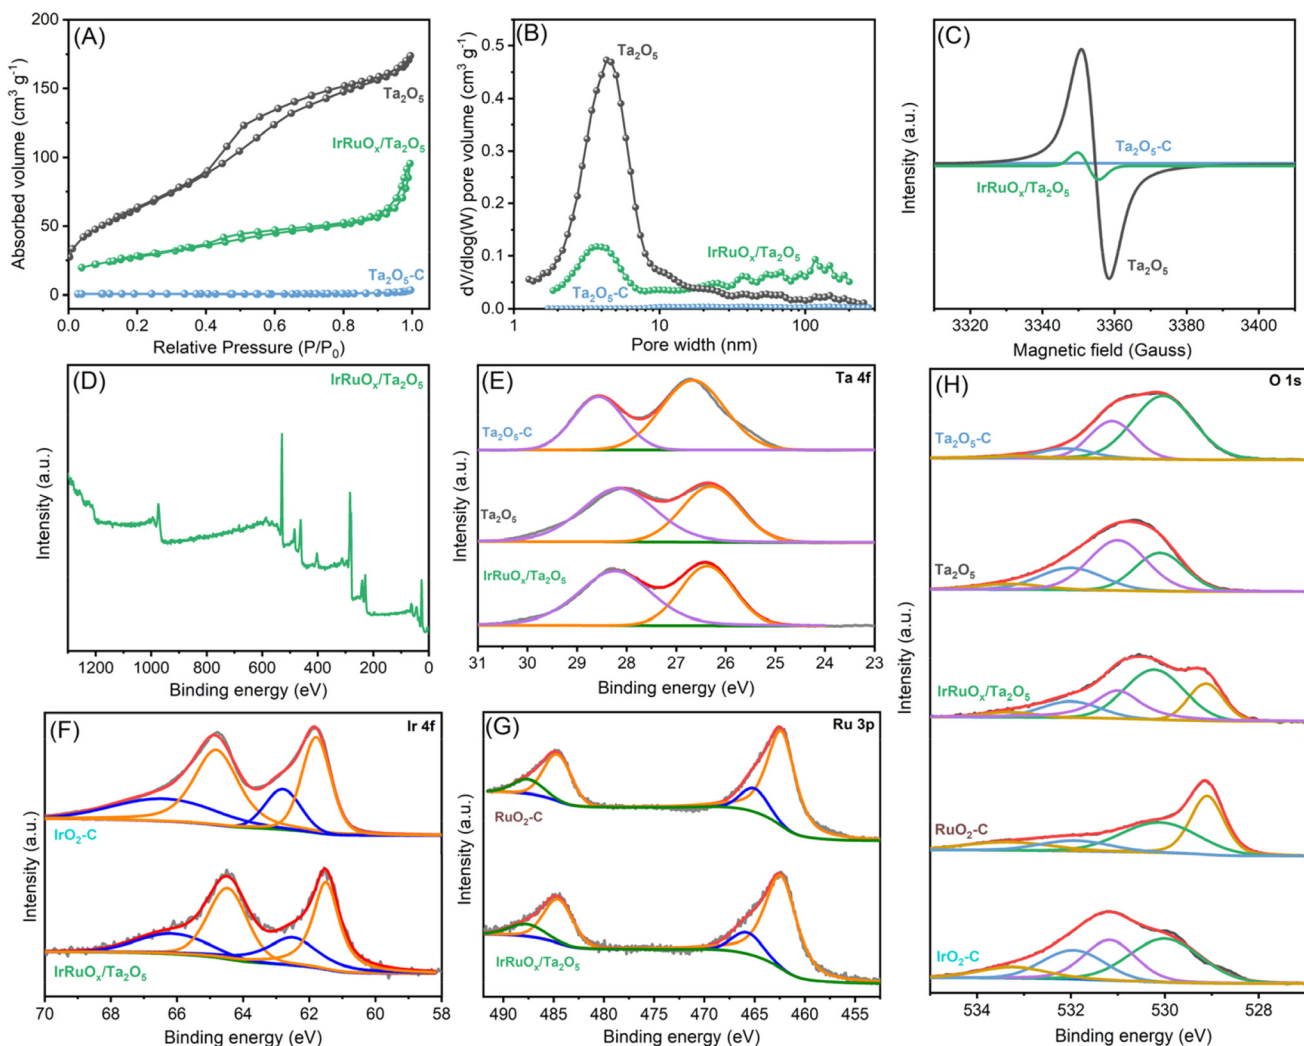 (A)
Absorbed volume (cm³ g⁻¹)
200
150
100
50
0
Ta₂O₅
IrRuOₓ/Ta₂O₅
Ta₂O₅-C
0.0 0.2 0.4 0.6 0.8 1.0
Relative Pressure (P/P₀)
(B)
dV/dlog(W) pore volume (cm³ g⁻¹)
0.5
0.4
0.3
0.2
0.1
0.0
Ta₂O₅
IrRuOₓ/Ta₂O₅
Ta₂O₅-C
1 10 100
Pore width (nm)
(C)
Intensity (a.u.)
Ta₂O₅-C
IrRuOₓ/Ta₂O₅
Ta₂O₅
3320 3340 3360 3380 3400
Magnetic field (Gauss)
(D)
IrRuOₓ/Ta₂O₅
Intensity (a.u.)
1200 1000 800 600 400 200 0
Binding energy (eV)
(E)
Ta 4f
Intensity (a.u.)
Ta₂O₅-C
Ta₂O₅
IrRuOₓ/Ta₂O₅
31 30 29 28 27 26 25 24 23
Binding energy (eV)
(H)
O 1s
Intensity (a.u.)
Ta₂O₅-C
Ta₂O₅
IrRuOₓ/Ta₂O₅
RuO₂-C
IrO₂-C
534 532 530 528
Binding energy (eV)
(F)
Ir 4f
Intensity (a.u.)
IrO₂-C
IrRuOₓ/Ta₂O₅
70 68 66 64 62 60 58
Binding energy (eV)
(G)
Ru 3p
Intensity (a.u.)
RuO₂-C
IrRuOₓ/Ta₂O₅
490 485 480 475 470 465 460 455
Binding energy (eV)